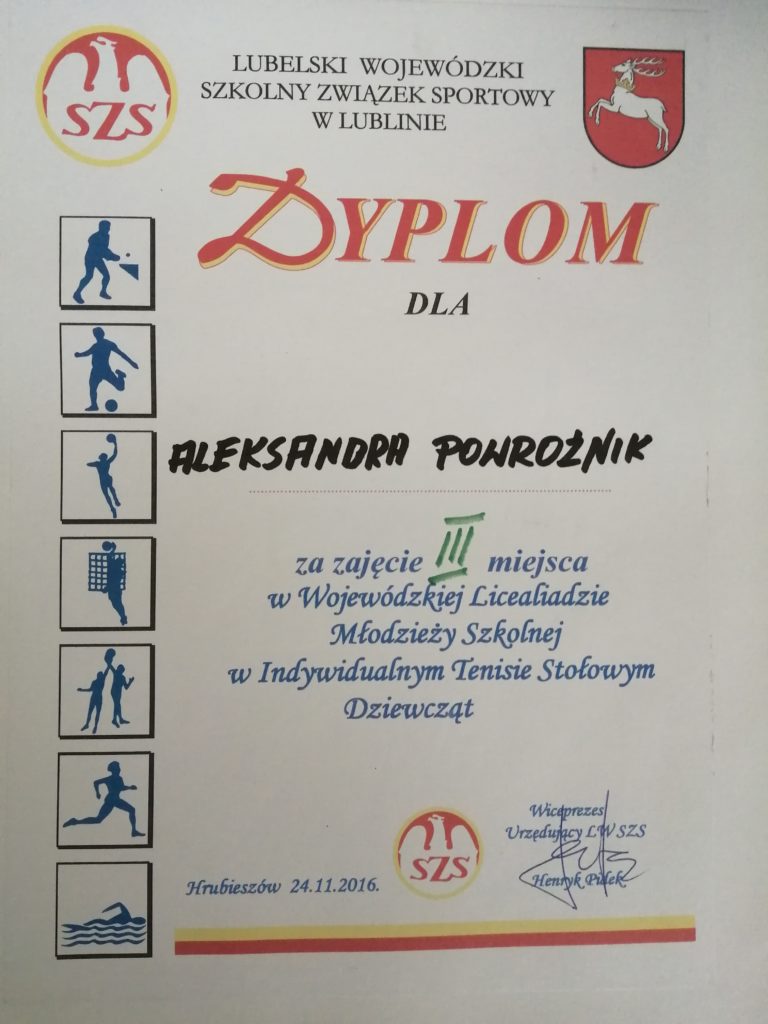 SZS
LUBELSKI WOJEWÓDZKI
SZKOLNY ZWIĄZEK SPORTOWY
W LUBLINIE
DYPLOM
DLA
ALEKSANDRA POWROŹNIK
za zajęcie III miejsca
w Wojewódzkiej Licealiadzie
Młodzieży Szkolnej
w Indywidualnym Tenisie Stołowym
Dziewcząt
Wiceprezes
Urzędujący LW SZS
Henryk Pidek
SZS
Hrubieszów 24.11.2016.